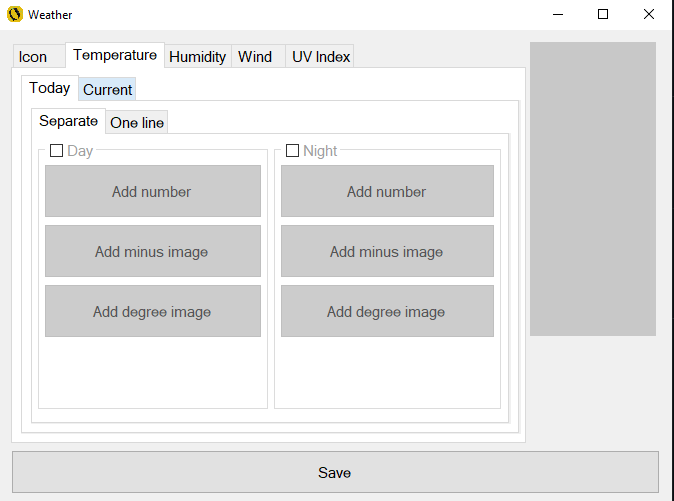 Weather
Icon Temperature Humidity Wind UV Index
Today Current
Separate One line
Day Night
Add number Add number
Add minus image Add minus image
Add degree image Add degree image
Save